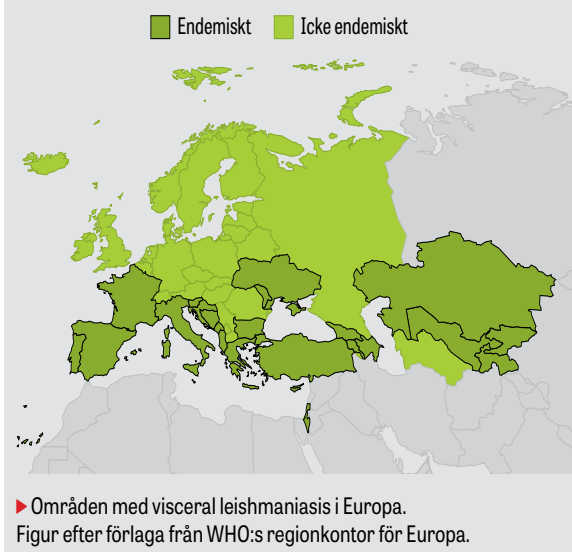 Endemiskt Icke endemiskt
Områden med visceral leishmaniasis i Europa.
Figur efter förlaga från WHO:s regionkontor för Europa.